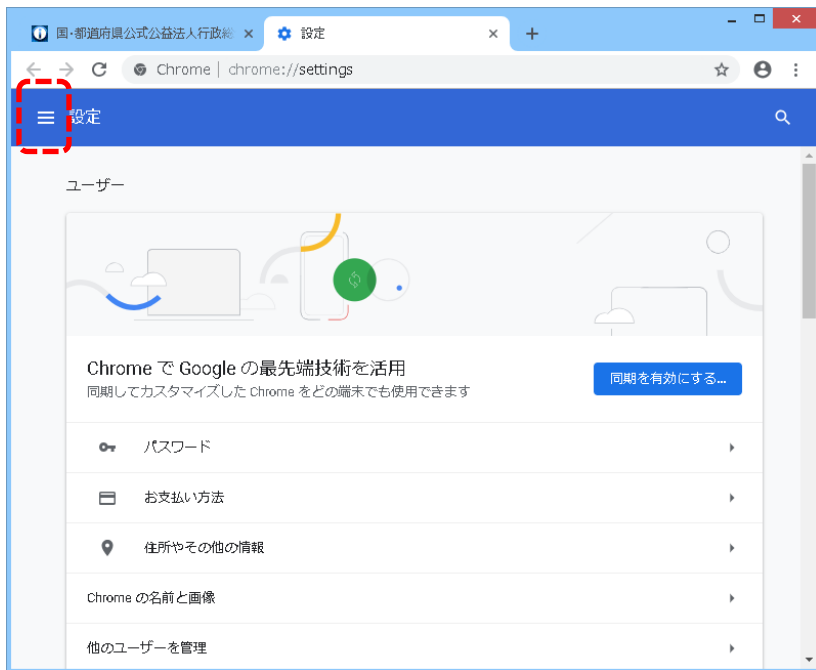 国・都道府県公式公益法人行政総
設定
Chrome | chrome://settings
設定
ユーザー
Chrome で Google の最先端技術を活用
同期してカスタマイズした Chrome をどの端末でも使用できます
同期を有効にする...
パスワード
お支払い方法
住所やその他の情報
Chrome の名前と画像
他のユーザーを管理